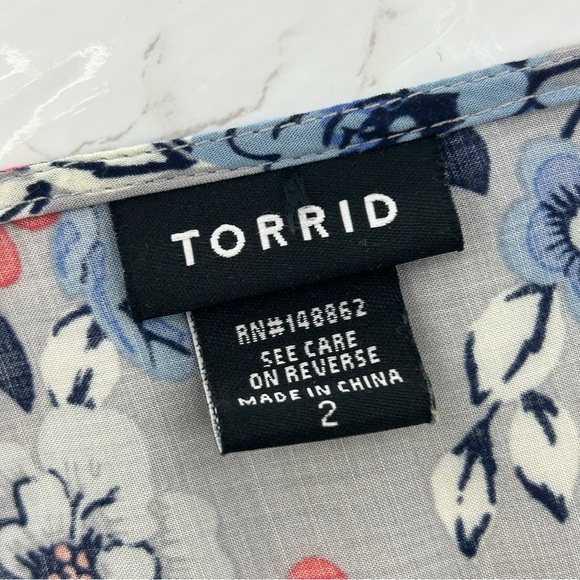 TORRID
RN#148862
SEE CARE
ON REVERSE
MADE IN CHINA
2